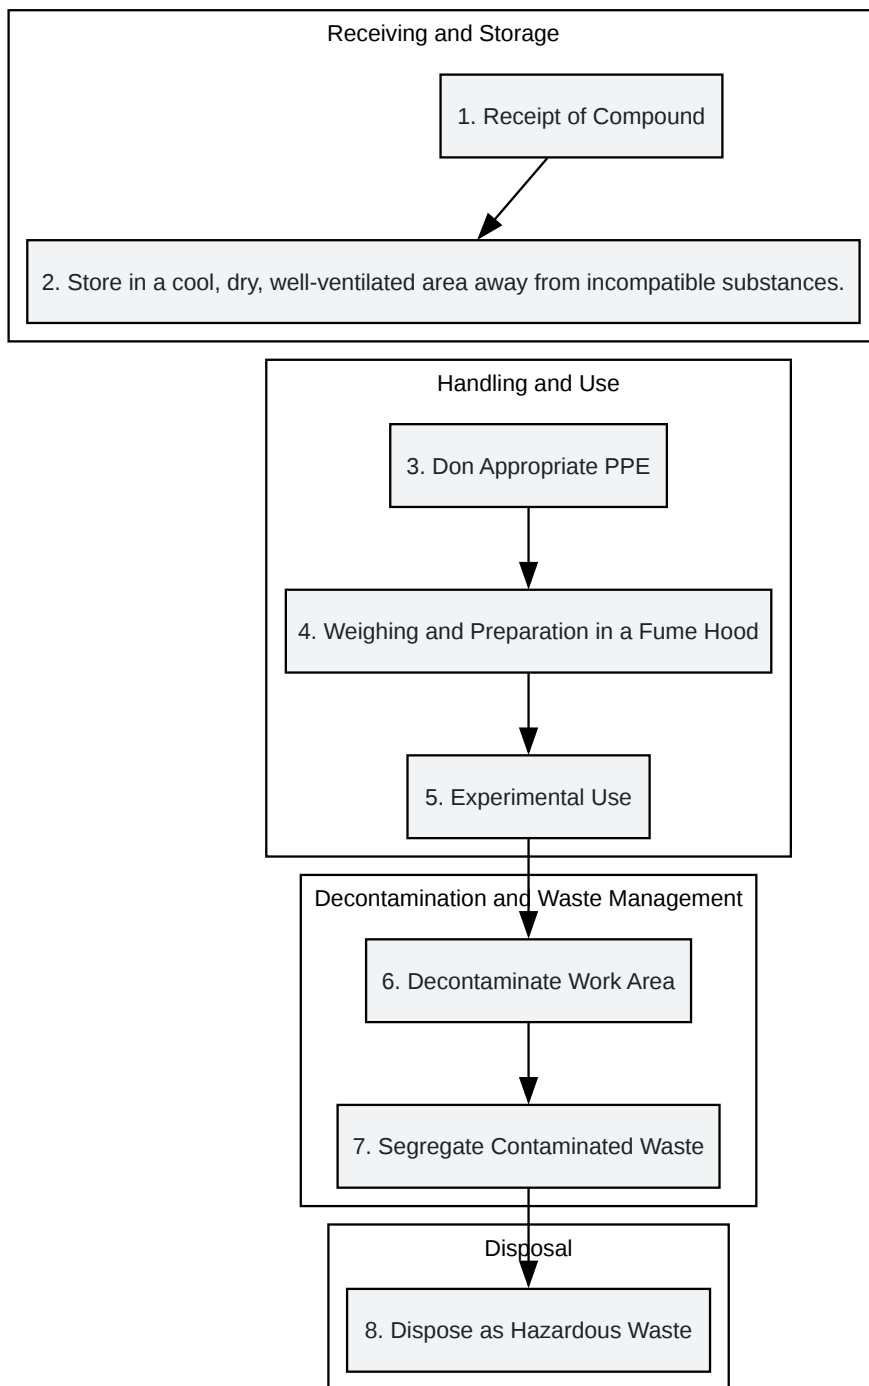 Receiving and Storage
1. Receipt of Compound
2. Store in a cool, dry, well-ventilated area away from incompatible substances.
Handling and Use
3. Don Appropriate PPE
4. Weighing and Preparation in a Fume Hood
5. Experimental Use
Decontamination and Waste Management
6. Decontaminate Work Area
7. Segregate Contaminated Waste
Disposal
8. Dispose as Hazardous Waste